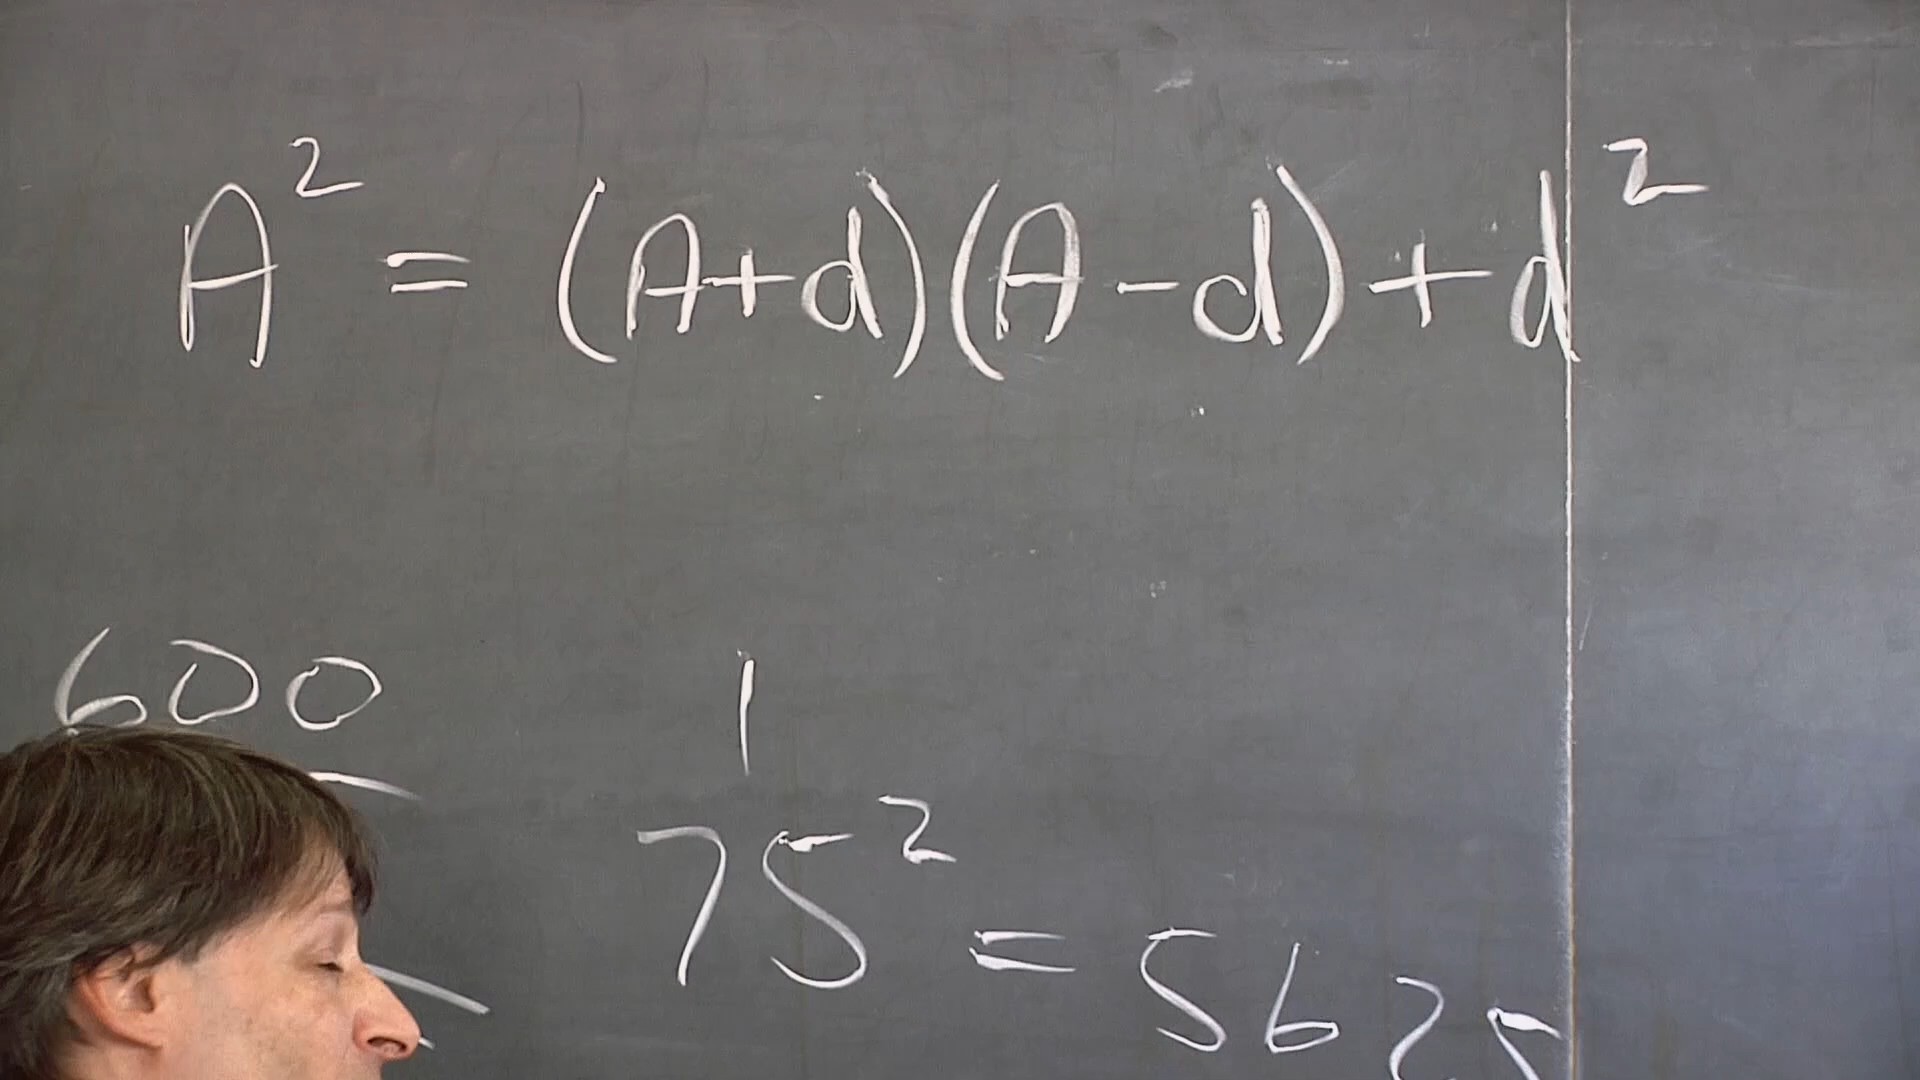 A² = (A+d)(A-d)+d²
600
1
75² = 5625